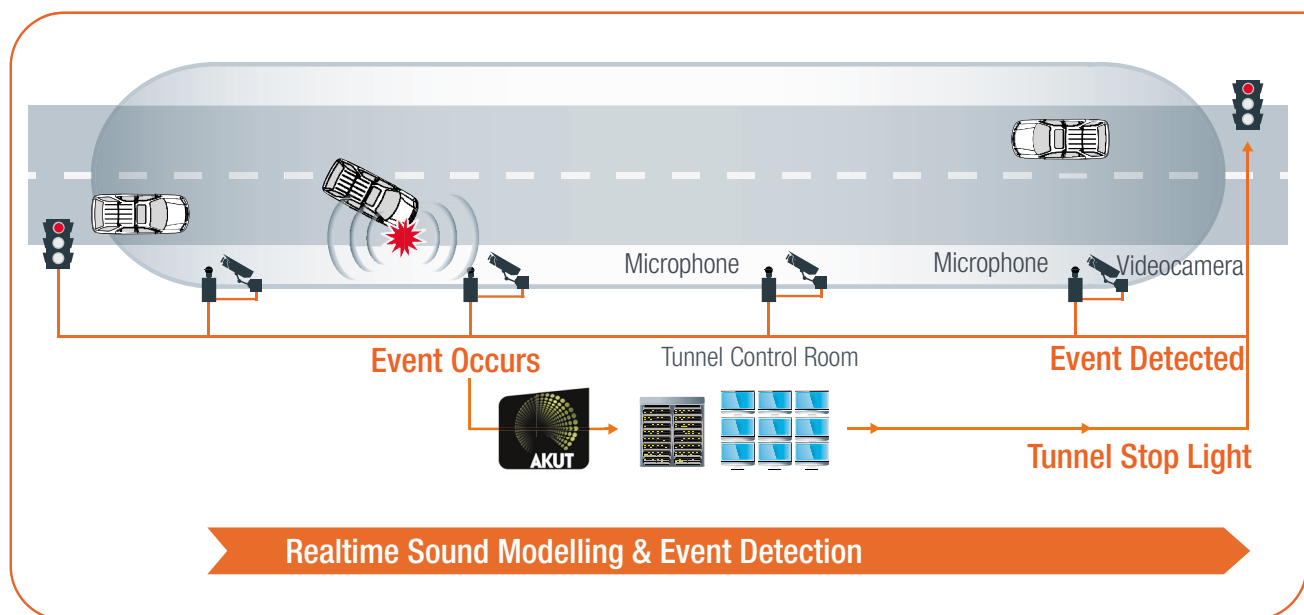 Microphone
Microphone
Videocamera
Event Occurs
Tunnel Control Room
Event Detected
AKUT
Tunnel Stop Light
Realtime Sound Modelling & Event Detection